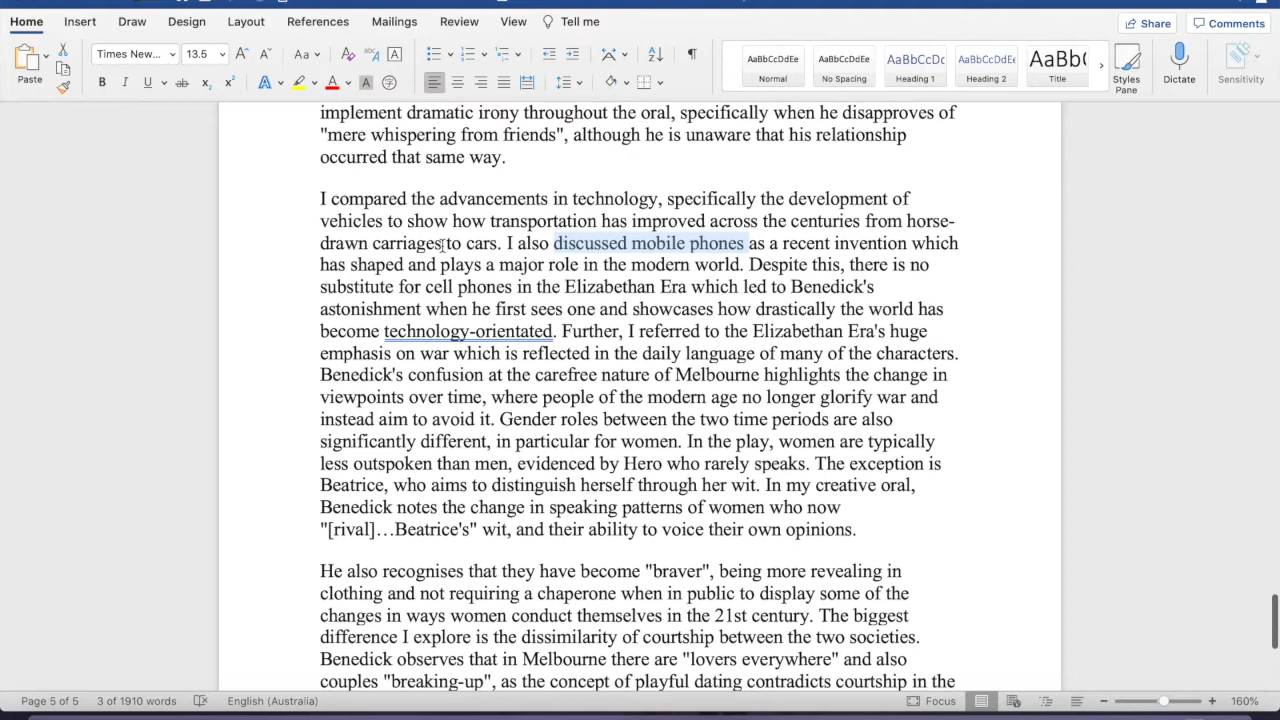 Home Insert Draw Design Layout References Mailings Review View Tell me Share Comments
Paste Times New... 13.5 Aa AaBbCcDdEe AaBbCcDdEe AaBbCcDc AaBbCcDdEe AaBb( Styles Pane Dictate Sensitivity
Normal No Spacing Heading 1 Heading 2 Title
implement dramatic irony throughout the oral, specifically when he disapproves of
"mere whispering from friends", although he is unaware that his relationship
occurred that same way.
I compared the advancements in technology, specifically the development of
vehicles to show how transportation has improved across the centuries from horse-
drawn carriages to cars. I also discussed mobile phones as a recent invention which
has shaped and plays a major role in the modern world. Despite this, there is no
substitute for cell phones in the Elizabethan Era which led to Benedick's
astonishment when he first sees one and showcases how drastically the world has
become technology-orientated. Further, I referred to the Elizabethan Era's huge
emphasis on war which is reflected in the daily language of many of the characters.
Benedick's confusion at the carefree nature of Melbourne highlights the change in
viewpoints over time, where people of the modern age no longer glorify war and
instead aim to avoid it. Gender roles between the two time periods are also
significantly different, in particular for women. In the play, women are typically
less outspoken than men, evidenced by Hero who rarely speaks. The exception is
Beatrice, who aims to distinguish herself through her wit. In my creative oral,
Benedick notes the change in speaking patterns of women who now
"[rival]…Beatrice's" wit, and their ability to voice their own opinions.
He also recognises that they have become "braver", being more revealing in
clothing and not requiring a chaperone when in public to display some of the
changes in ways women conduct themselves in the 21st century. The biggest
difference I explore is the dissimilarity of courtship between the two societies.
Benedick observes that in Melbourne there are "lovers everywhere" and also
couples "breaking-up", as the concept of playful dating contradicts courtship in the
Page 5 of 5 3 of 1910 words English (Australia) Focus 160%